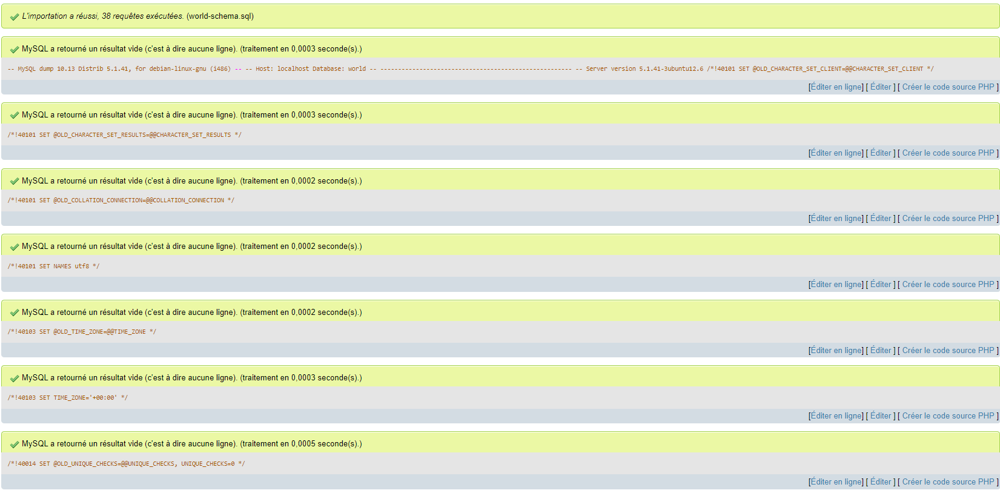 L'importation a réussi, 38 requêtes exécutées. (world-schema.sql)
MySQL a retourné un résultat vide (c'est à dire aucune ligne). (traitement en 0,0003 seconde(s).)
-- MySQL dump 10.13 Distrib 5.1.41, for debian-linux-gnu (i486) -- -- Host: localhost Database: world -- ------------------------------------------------------ -- Server version 5.1.41-3ubuntu12.6 /*!40101 SET @OLD_CHARACTER_SET_CLIENT=@@CHARACTER_SET_CLIENT */
[Éditer en ligne] [ Éditer ] [ Créer le code source PHP ]
MySQL a retourné un résultat vide (c'est à dire aucune ligne). (traitement en 0,0003 seconde(s).)
/*!40101 SET @OLD_CHARACTER_SET_RESULTS=@@CHARACTER_SET_RESULTS */
[Éditer en ligne] [ Éditer ] [ Créer le code source PHP ]
MySQL a retourné un résultat vide (c'est à dire aucune ligne). (traitement en 0,0002 seconde(s).)
/*!40101 SET @OLD_COLLATION_CONNECTION=@@COLLATION_CONNECTION */
[Éditer en ligne] [ Éditer ] [ Créer le code source PHP ]
MySQL a retourné un résultat vide (c'est à dire aucune ligne). (traitement en 0,0002 seconde(s).)
/*!40101 SET NAMES utf8 */
[Éditer en ligne] [ Éditer ] [ Créer le code source PHP ]
MySQL a retourné un résultat vide (c'est à dire aucune ligne). (traitement en 0,0002 seconde(s).)
/*!40103 SET @OLD_TIME_ZONE=@@TIME_ZONE */
[Éditer en ligne] [ Éditer ] [ Créer le code source PHP ]
MySQL a retourné un résultat vide (c'est à dire aucune ligne). (traitement en 0,0003 seconde(s).)
/*!40103 SET TIME_ZONE='+00:00' */
[Éditer en ligne] [ Éditer ] [ Créer le code source PHP ]
MySQL a retourné un résultat vide (c'est à dire aucune ligne). (traitement en 0,0005 seconde(s).)
/*!40014 SET @OLD_UNIQUE_CHECKS=@@UNIQUE_CHECKS, UNIQUE_CHECKS=0 */
[Éditer en ligne] [ Éditer ] [ Créer le code source PHP ]